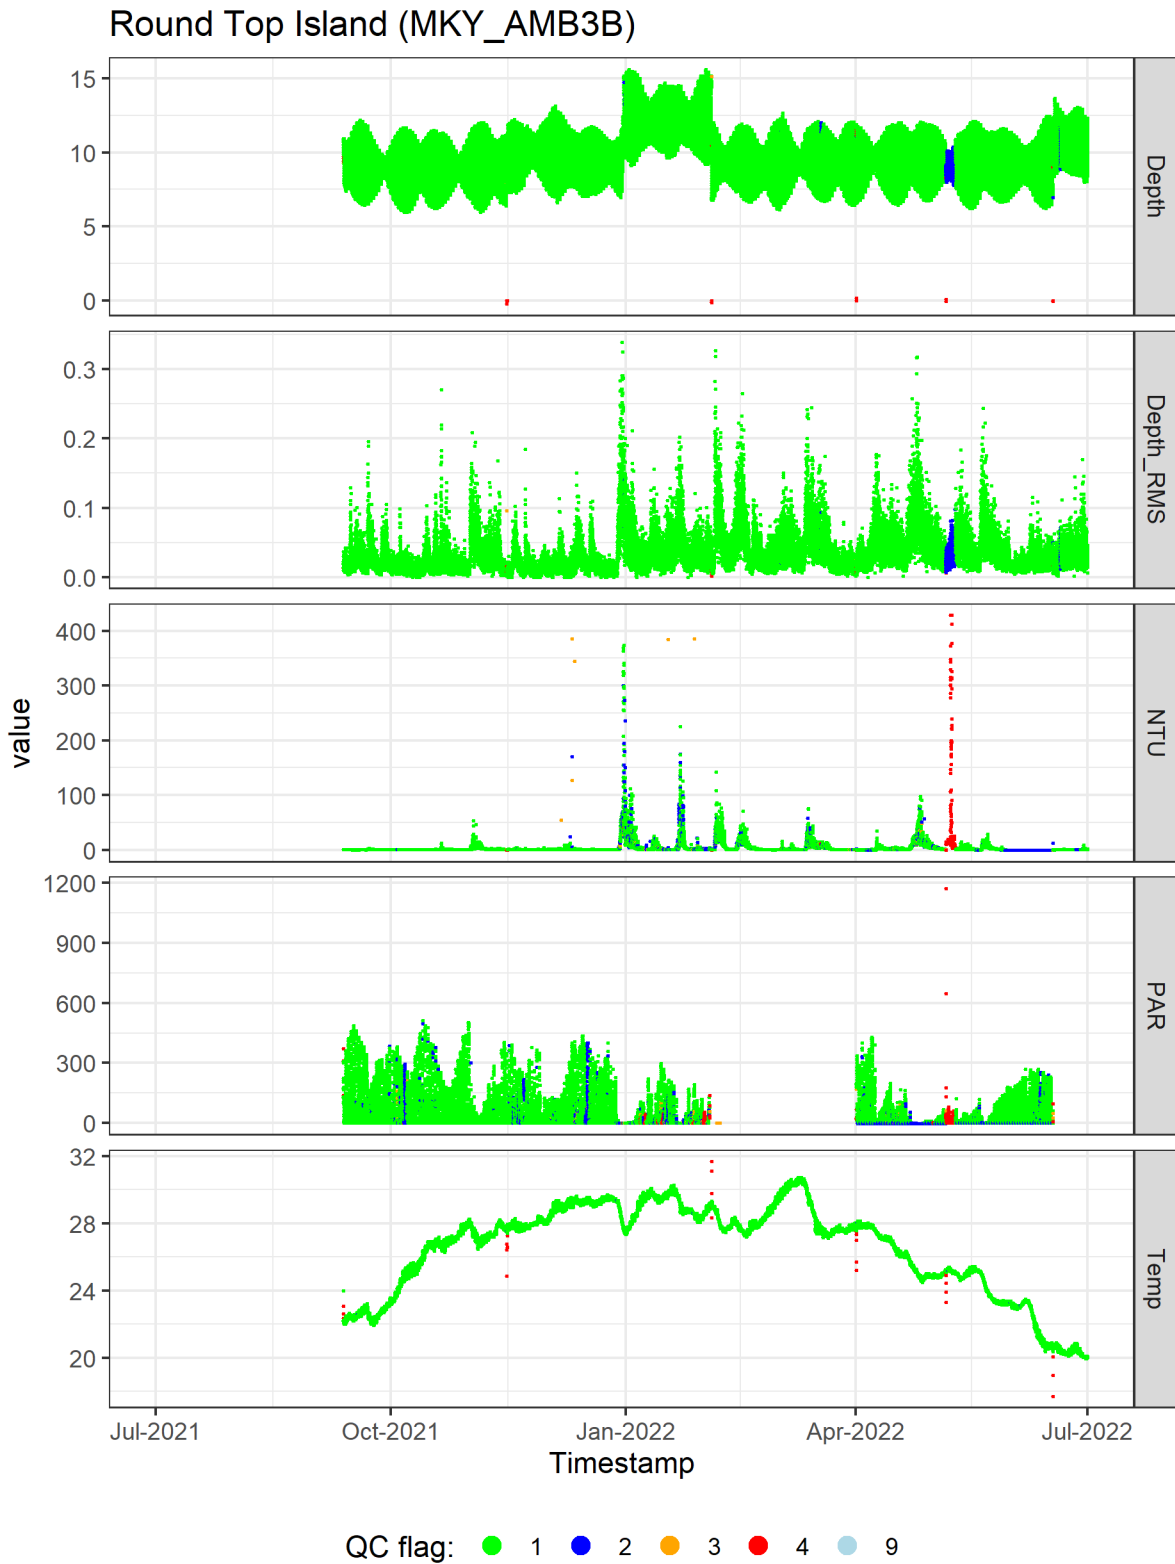 Round Top Island (MKY_AMB3B)
15
10
5
0
Depth
0.3
0.2
0.1
0.0
Depth_RMS
400
300
200
100
0
NTU
1200
900
600
300
0
PAR
32
28
24
20
Temp
value
Jul-2021 Oct-2021 Jan-2022 Apr-2022 Jul-2022
Timestamp
QC flag: 1 2 3 4 9